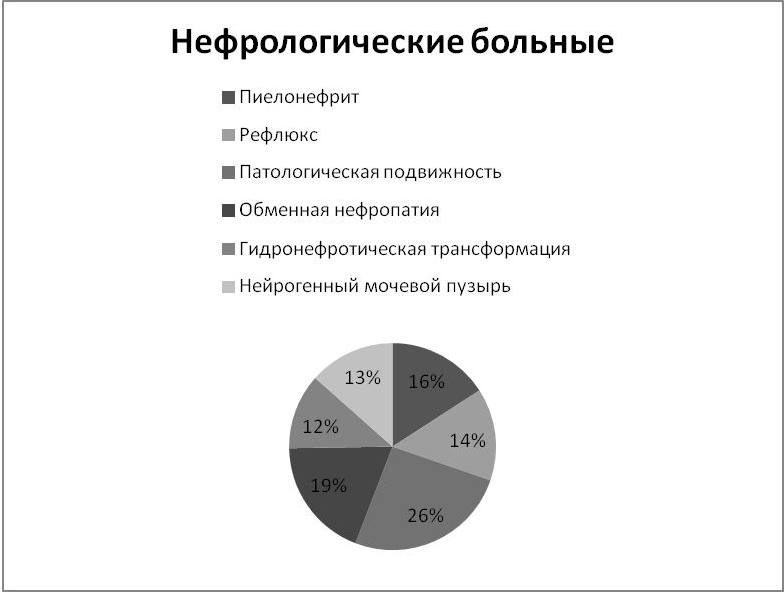 Нефрологические больные
Пиелонефрит
Рефлюкс
Патологическая подвижность
Обменная нефропатия
Гидронефротическая трансформация
Нейрогенный мочевой пузырь
13%
16%
12%
14%
19%
26%